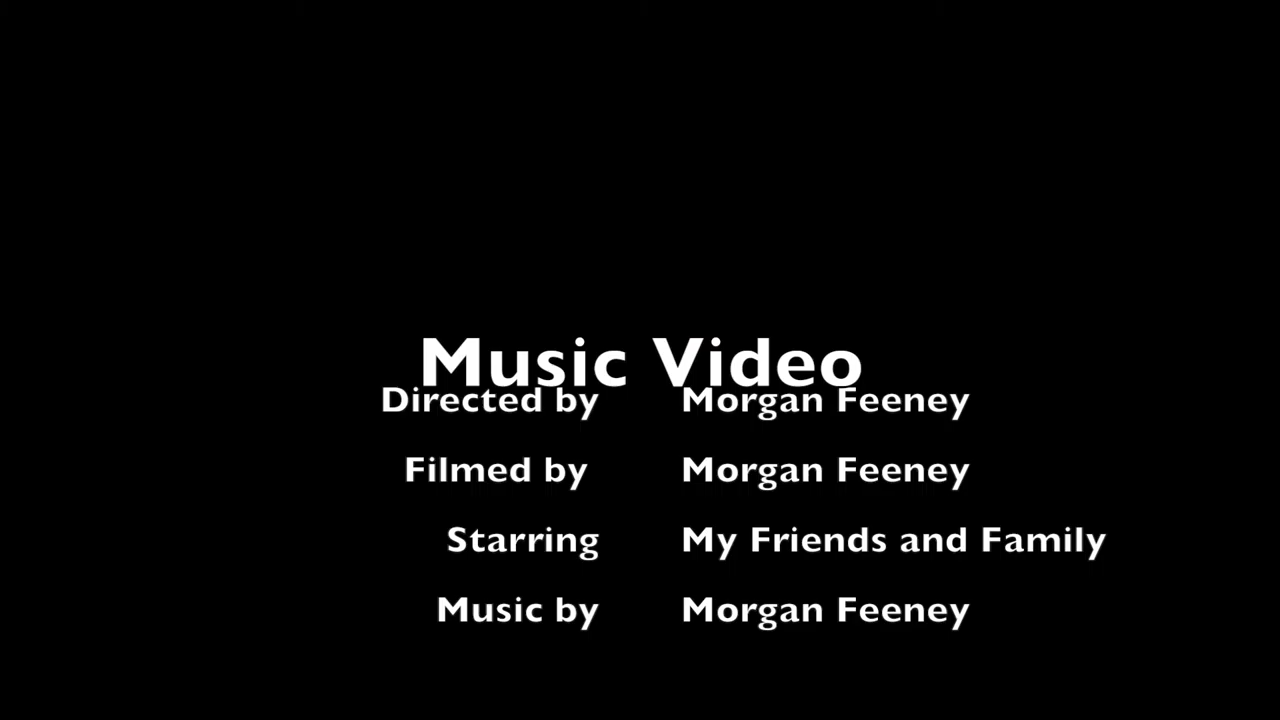 Music Video
Directed by Morgan Feeney
Filmed by Morgan Feeney
Starring My Friends and Family
Music by Morgan Feeney